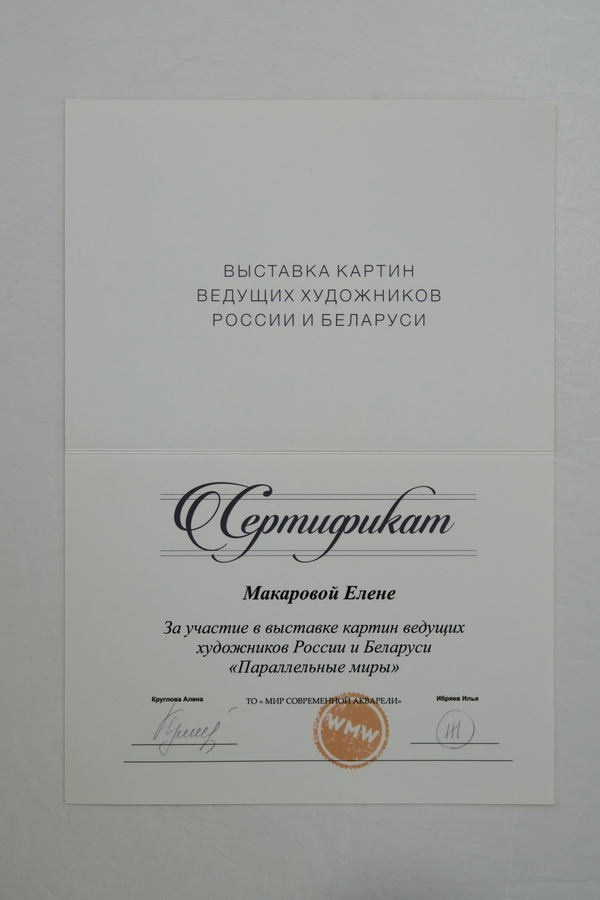 ВЫСТАВКА КАРТИН
ВЕДУЩИХ ХУДОЖНИКОВ
РОССИИ И БЕЛАРУСИ
Сертификат
Макаровой Елене
За участие в выставке картин ведущих
художников России и Беларуси
«Параллельные миры»
Круглова Алена
ТО « МИР СОВРЕМЕННОЙ АКВАРЕЛИ»
Ибряев Илья
WMW